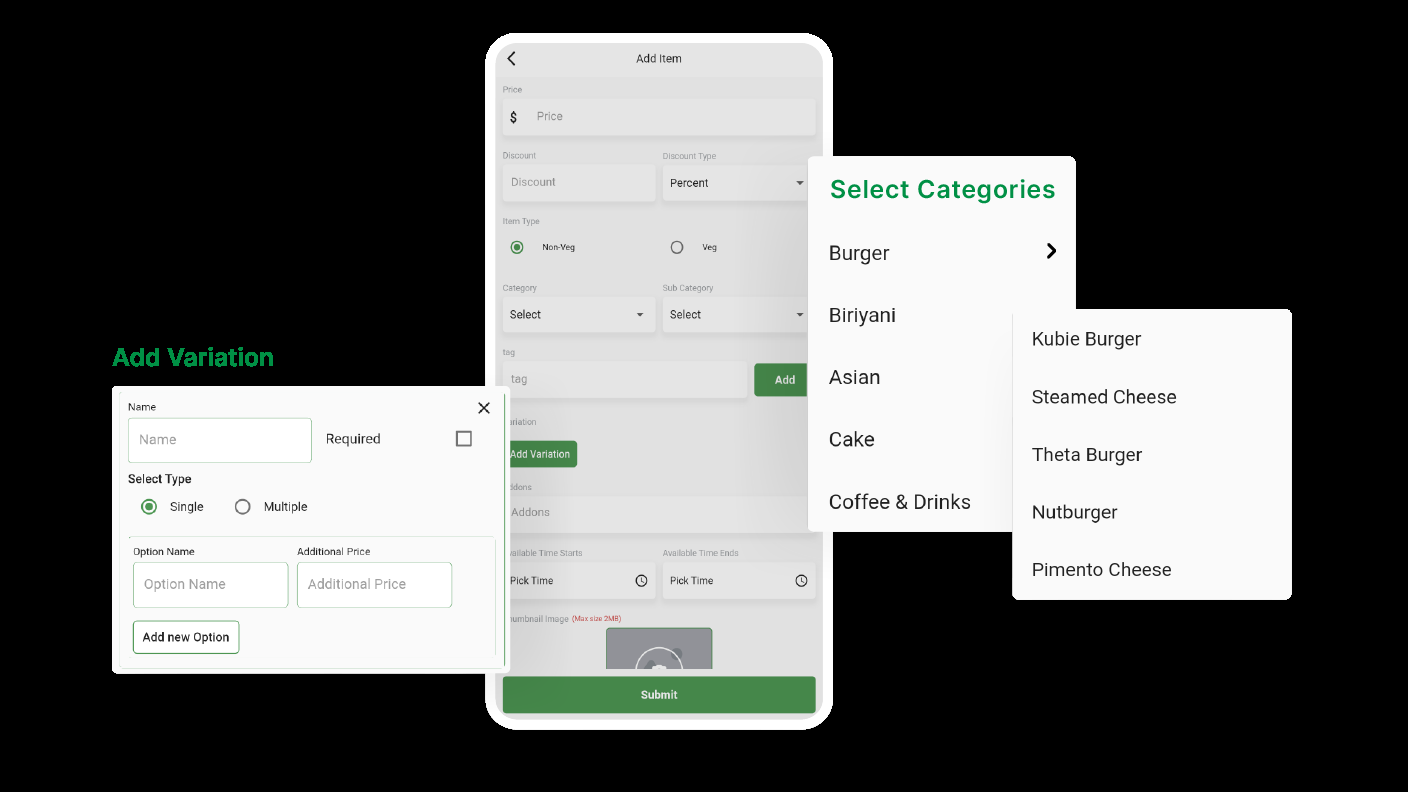 Add Item
Price
$ Price
Discount Discount Type
Discount Percent
Item Type
Non-Veg Veg
Category Sub Category
Select Select
tag
tag Add
ariation
Add Variation
ddons
Addons
vailable Time Starts Available Time Ends
Pick Time Pick Time
humbnail Image (Max size 2MB)
Submit
Add Variation
Name
Name Required
Select Type
Single Multiple
Option Name Additional Price
Option Name Additional Price
Add new Option
Select Categories
Burger
Biriyani
Asian
Cake
Coffee & Drinks
Kubie Burger
Steamed Cheese
Theta Burger
Nutburger
Pimento Cheese